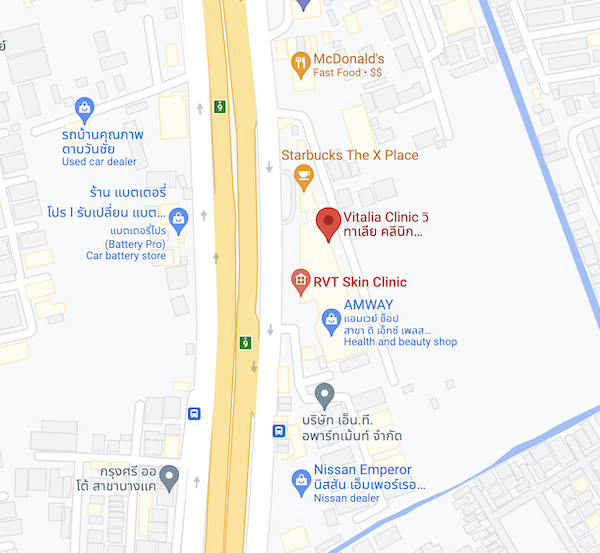 McDonald's
Fast Food • $$
9
รถบ้านคุณภาพ
ดาบวันชัย
Used car dealer
Starbucks The X Place
ร้าน แบตเตอรี่
โปร I รับเปลี่ยน แบต...
แบตเตอรี่โปร
(Battery Pro)
Car battery store
Vitalia Clinic วิ
ทาเลีย คลินิก...
RVT Skin Clinic
AMWAY
แอมเวย์ ช็อป
สาขา ดิ เอ็กซ์ เพลส...
Health and beauty shop
9
บริษัท เอ็น.ที.
อพาร์ทเม้นท์ จำกัด
กรุงศรี ออ
โต้ สาขาบางแค
Nissan Emperor
นิสสัน เอ็มเพอร์เรอ...
Nissan dealer